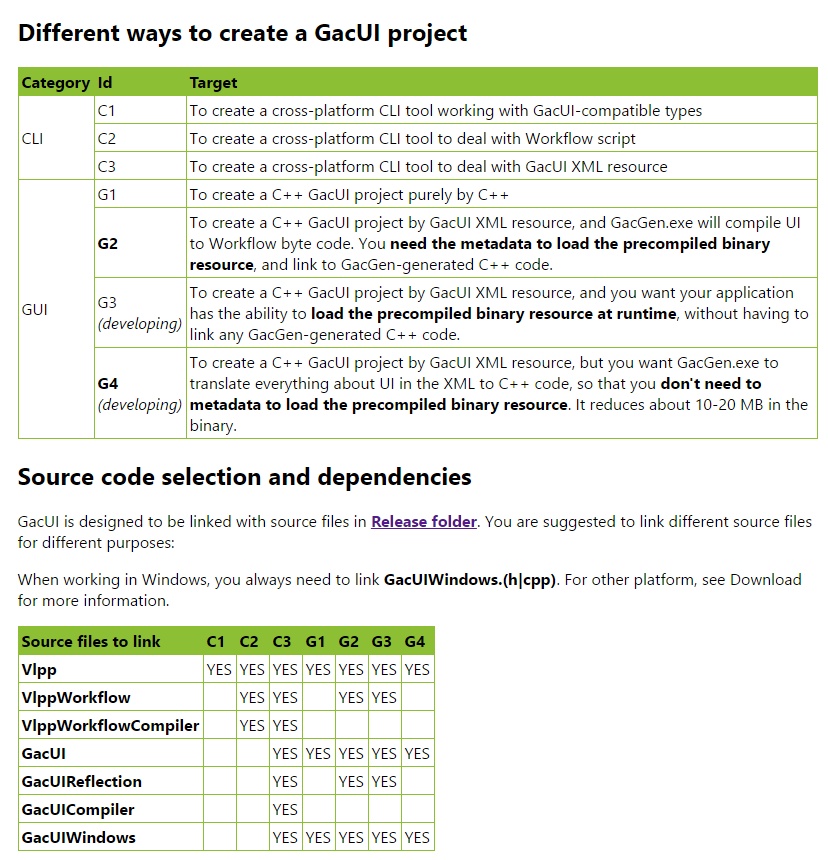 Different ways to create a GacUI project
Category Id Target
CLI
C1 To create a cross-platform CLI tool working with GacUI-compatible types
C2 To create a cross-platform CLI tool to deal with Workflow script
C3 To create a cross-platform CLI tool to deal with GacUI XML resource
GUI
G1 To create a C++ GacUI project purely by C++
G2
To create a C++ GacUI project by GacUI XML resource, and GacGen.exe will compile UI
to Workflow byte code. You need the metadata to load the precompiled binary
resource, and link to GacGen-generated C++ code.
G3
(developing)
To create a C++ GacUI project by GacUI XML resource, and you want your application
has the ability to load the precompiled binary resource at runtime, without having to
link any GacGen-generated C++ code.
G4
(developing)
To create a C++ GacUI project by GacUI XML resource, but you want GacGen.exe to
translate everything about UI in the XML to C++ code, so that you don't need to
metadata to load the precompiled binary resource. It reduces about 10-20 MB in the
binary.
Source code selection and dependencies
GacUI is designed to be linked with source files in Release folder. You are suggested to link different source files
for different purposes:
When working in Windows, you always need to link GacUIWindows.(h|cpp). For other platform, see Download
for more information.
Source files to link C1 C2 C3 G1 G2 G3 G4
Vlpp YES YES YES YES YES YES YES
VlppWorkflow YES YES YES YES
VlppWorkflowCompiler YES YES
GacUI YES YES YES YES YES
GacUIReflection YES YES YES
GacUICompiler YES
GacUIWindows YES YES YES YES YES